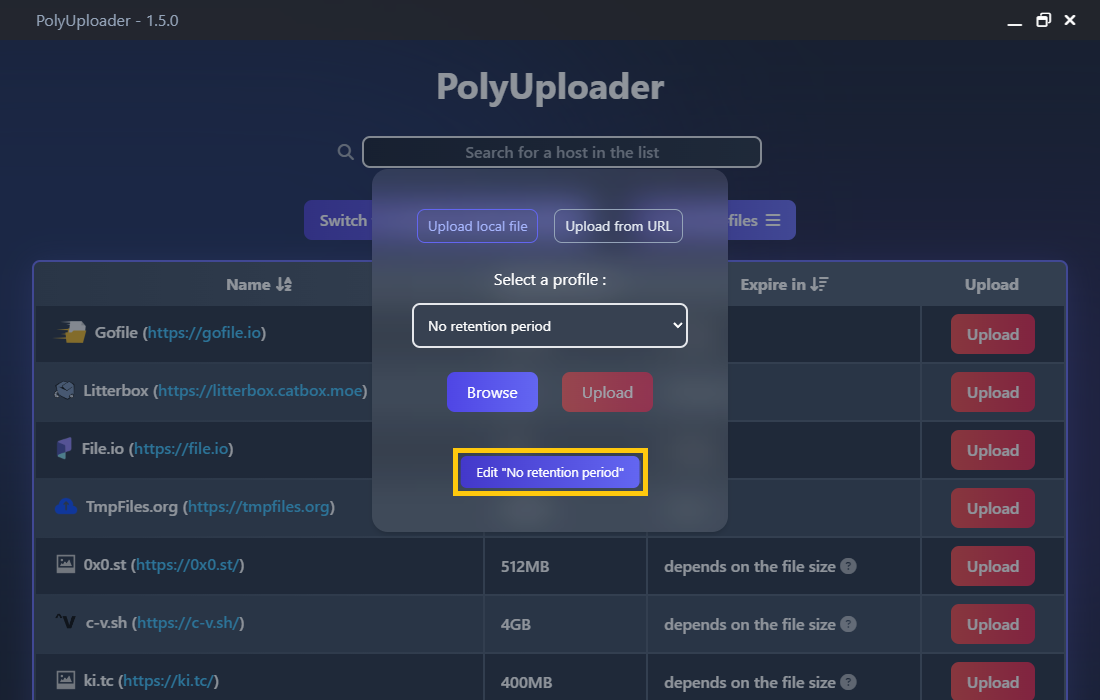 PolyUploader - 1.5.0
PolyUploader
Search for a host in the list
Switch
files
Upload local file
Upload from URL
Select a profile :
No retention period
Browse
Upload
Edit "No retention period"
Name
Expire in
Upload
Gofile (https://gofile.io)
Upload
Litterbox (https://litterbox.catbox.moe)
Upload
File.io (https://file.io)
Upload
TmpFiles.org (https://tmpfiles.org)
Upload
0x0.st (https://0x0.st/)
512MB
depends on the file size ?
Upload
^v c-v.sh (https://c-v.sh/)
4GB
depends on the file size ?
Upload
ki.tc (https://ki.tc/)
400MB
depends on the file size ?
Upload